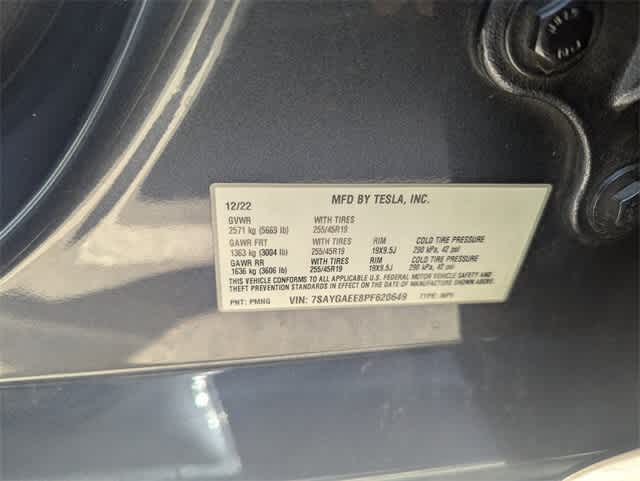 12/22 MFD BY TESLA, INC.
GVWR WITH TIRES
2571 kg (5669 lb) 255/45R19
GAWR FRT WITH TIRES RIM COLD TIRE PRESSURE
1363 kg (3004 lb) 255/45R19 19X9.5J 290 kPa, 42 psi
GAWR RR WITH TIRES RIM COLD TIRE PRESSURE
1636 kg (3606 lb) 255/45R19 19X9.5J 290 kPa, 42 psi
THIS VEHICLE CONFORMS TO ALL APPLICABLE U.S. FEDERAL MOTOR VEHICLE SAFETY AND
THEFT PREVENTION STANDARDS IN EFFECT ON THE DATE OF MANUFACTURE SHOWN ABOVE.
PNT: PMNG VIN: 7SAYGAEE8PF620649 TYPE: MPV